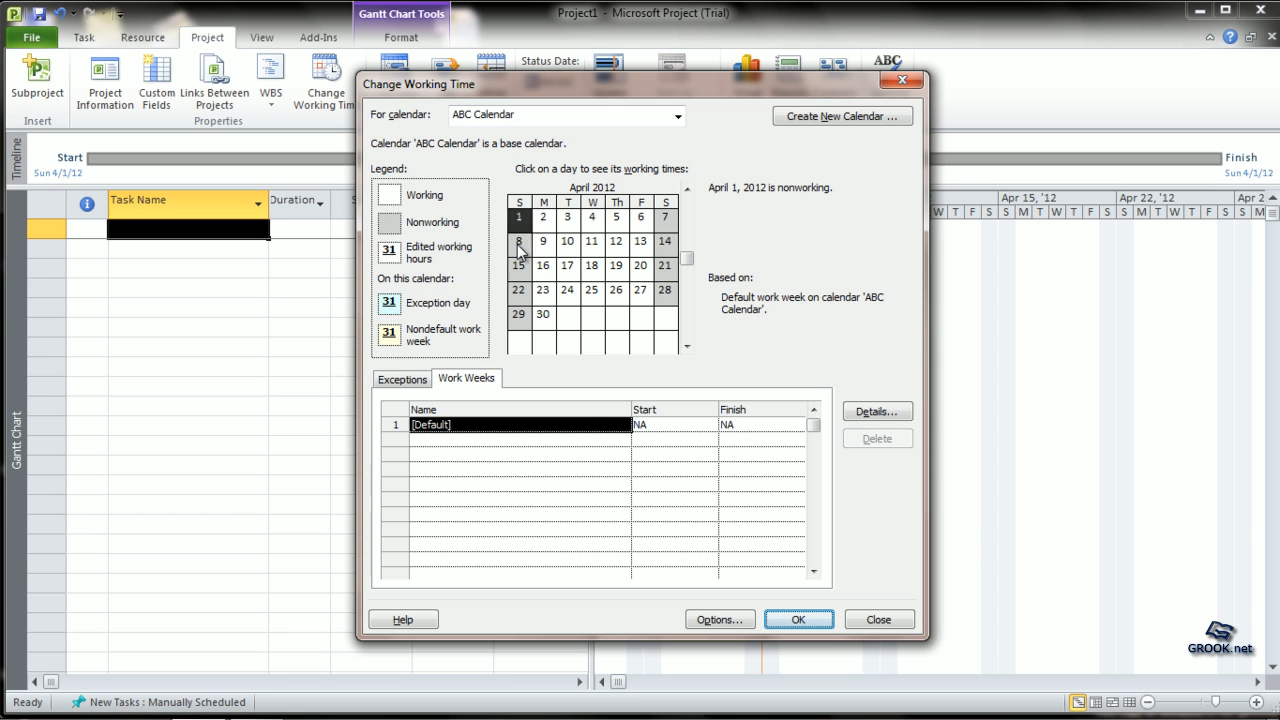 Gantt Chart Tools
Project1 - Microsoft Project (Trial)
File
Task
Resource
Project
View
Add-Ins
Format
Subproject
Project Information
Custom Fields
Links Between Projects
WBS
Change
Working Tim
Status Date:
ABC
Insert
Properties
Timeline
Start
Sun 4/1/12
Finish
Sun 4/1/12
Task Name
Duration
Apr 15, '12
Apr 22, '12
Apr 2
W T F S S M T W T F S S M T W T F S S M
Gantt Chart
Change Working Time
For calendar:
ABC Calendar
Create New Calendar ...
Calendar 'ABC Calendar' is a base calendar.
Legend:
Working
Nonworking
31
Edited working
hours
On this calendar:
31
Exception day
31
Nondefault work
week
Click on a day to see its working times:
April 2012
S M T W Th F S
1 2 3 4 5 6 7
8 9 10 11 12 13 14
15 16 17 18 19 20 21
22 23 24 25 26 27 28
29 30
April 1, 2012 is nonworking.
Based on:
Default work week on calendar 'ABC
Calendar'.
Exceptions
Work Weeks
Name Start Finish
1 [Default] NA NA
Details...
Delete
Help
Options...
OK
Close
GROOK.net
Ready
New Tasks : Manually Scheduled